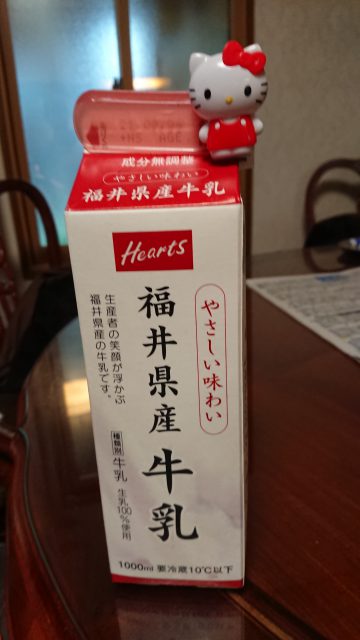 成分無調整
やさしい味わい
福井県産牛乳
Hearts
やさしい味わい
福井県産牛乳
生産者の笑顔が浮かぶ
福井県産の牛乳です。
種類別 牛乳 生乳100%使用
1000ml 要冷蔵10℃以下